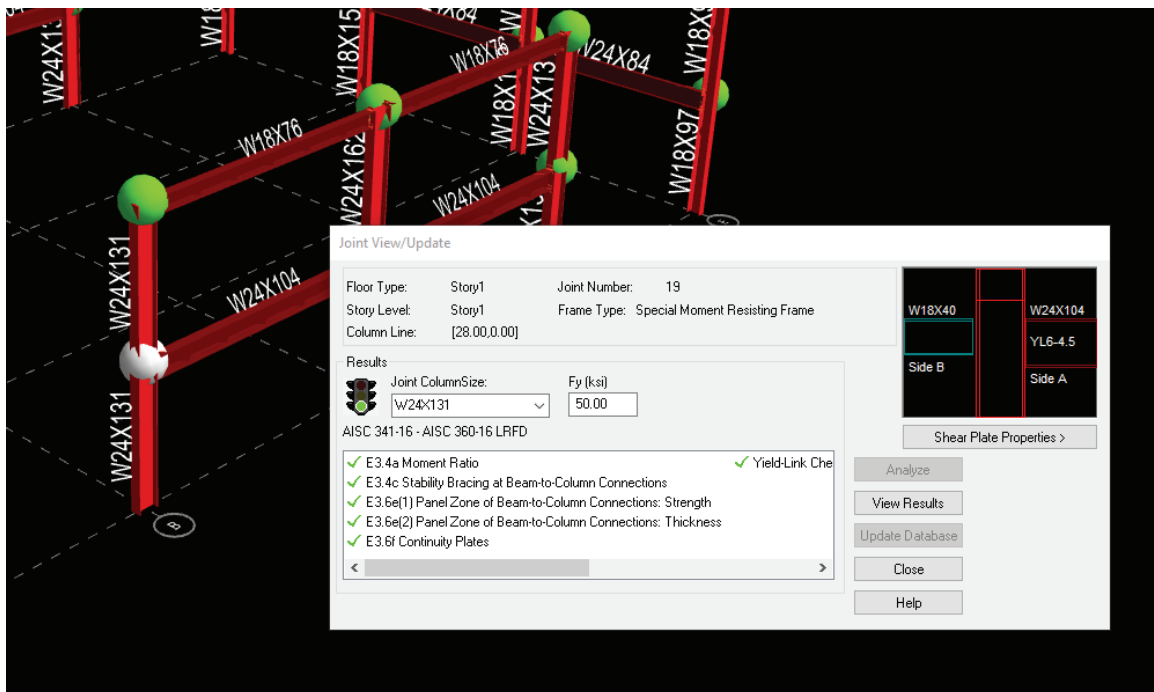 W24X84
W18X76
W24X84
W18X76
W24X162
W18X97
W24X104
W24X131
W24X104
W24X131
B
Joint View/Update
Floor Type: Story1 Joint Number: 19
Story Level: Story1 Frame Type: Special Moment Resisting Frame
Column Line: [28.00,0.00]
Results
Joint ColumnSize: Fy (ksi)
W24X131 50.00
AISC 341-16 - AISC 360-16 LRFD
E3.4a Moment Ratio Yield-Link Che
E3.4c Stability Bracing at Beam-to-Column Connections
E3.6e(1) Panel Zone of Beam-to-Column Connections: Strength
E3.6e(2) Panel Zone of Beam-to-Column Connections: Thickness
E3.6f Continuity Plates
W18X40 W24X104
YL6-4.5
Side B Side A
Shear Plate Properties >
Analyze
View Results
Update Database
Close
Help